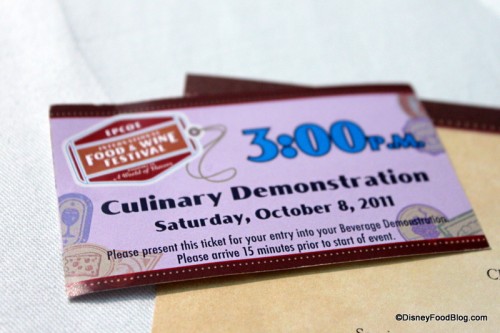 EPCOT
INTERNATIONAL
FOOD & WINE
FESTIVAL
A World of Flavors
3:00P.M.
Culinary Demonstration
Saturday, October 8, 2011
Please present this ticket for your entry into your Beverage Demonstration.
Please arrive 15 minutes prior to start of event.
©DisneyFoodBlog.com